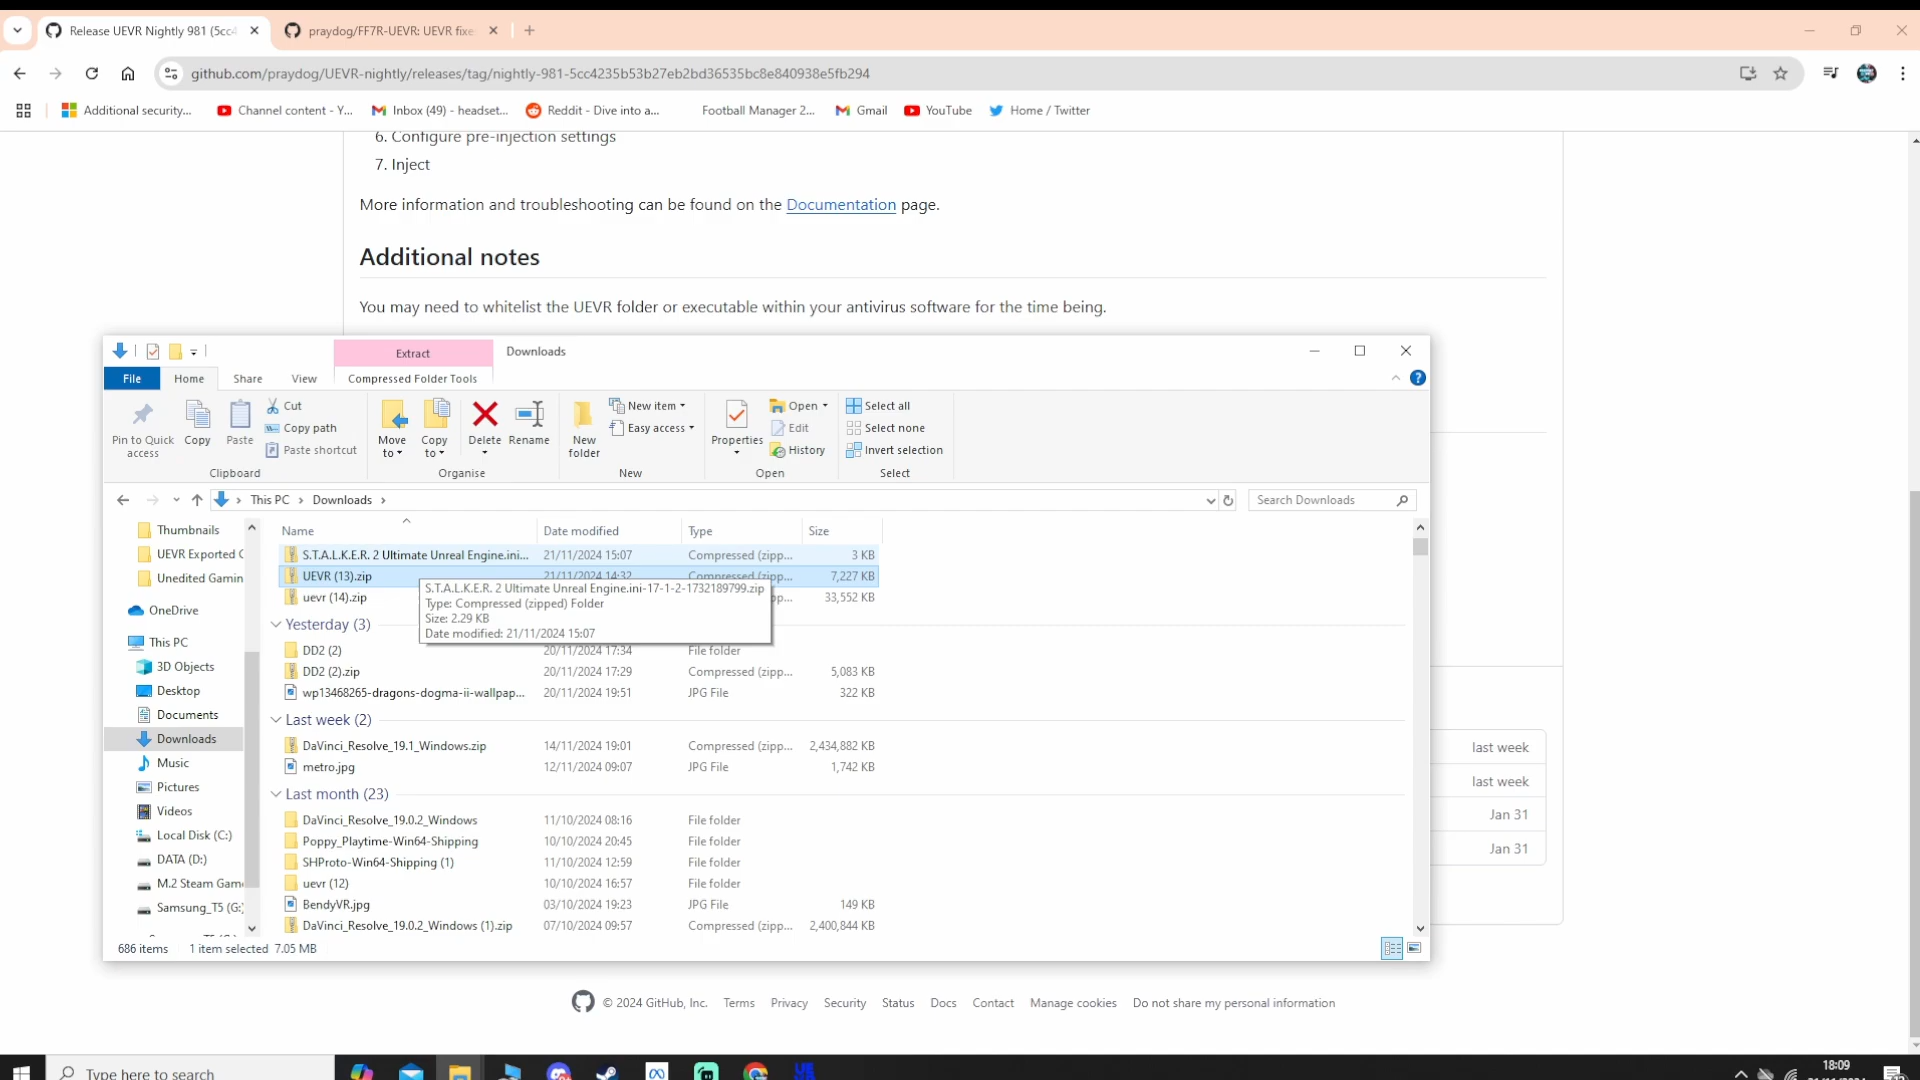 Release UEVR Nightly 981 (5cc4
praydog/FF7R-UEVR: UEVR fixe
github.com/praydog/UEVR-nightly/releases/tag/nightly-981-5cc4235b53b27eb2bd36535bc8e840938e5fb294
Additional security...
Channel content - Y...
Inbox (49) - headset...
Reddit - Dive into a...
Football Manager 2...
Gmail
YouTube
Home / Twitter
6. Configure pre-injection settings
7. Inject
More information and troubleshooting can be found on the Documentation page.
Additional notes
You may need to whitelist the UEVR folder or executable within your antivirus software for the time being.
Extract
Downloads
File
Home
Share
View
Compressed Folder Tools
Pin to Quick access
Copy
Paste
Cut
Copy path
Paste shortcut
Move to
Copy to
Delete
Rename
New folder
New item
Easy access
Properties
Open
Edit
History
Select all
Select none
Invert selection
Clipboard
Organise
New
Open
Select
This PC > Downloads >
Search Downloads
Name
Date modified
Type
Size
Thumbnails
UEVR Exported C
Unedited Gamin
OneDrive
This PC
3D Objects
Desktop
Documents
Downloads
Music
Pictures
Videos
Local Disk (C:)
DATA (D:)
M.2 Steam Game
Samsung_T5 (G:)
S.T.A.L.K.E.R. 2 Ultimate Unreal Engine.ini... 21/11/2024 15:07 Compressed (zipp... 3 KB
UEVR (13).zip 21/11/2024 14:32 Compressed (zipp... 7,227 KB
uevr (14).zip 33,552 KB
S.T.A.L.K.E.R. 2 Ultimate Unreal Engine.ini-17-1-2-1732189799.zip
Type: Compressed (zipped) Folder
Size: 2.29 KB
Date modified: 21/11/2024 15:07
Yesterday (3)
DD2 (2) 20/11/2024 17:34 File folder
DD2 (2).zip 20/11/2024 17:29 Compressed (zipp... 5,083 KB
wp13468265-dragons-dogma-ii-wallpap... 20/11/2024 19:51 JPG File 322 KB
Last week (2)
DaVinci_Resolve_19.1_Windows.zip 14/11/2024 19:01 Compressed (zipp... 2,434,882 KB
metro.jpg 12/11/2024 09:07 JPG File 1,742 KB
Last month (23)
DaVinci_Resolve_19.0.2_Windows 11/10/2024 08:16 File folder
Poppy_Playtime-Win64-Shipping 10/10/2024 20:45 File folder
SHProto-Win64-Shipping (1) 11/10/2024 12:59 File folder
uevr (12) 10/10/2024 16:57 File folder
BendyVR.jpg 03/10/2024 19:23 JPG File 149 KB
DaVinci_Resolve_19.0.2_Windows (1).zip 07/10/2024 09:57 Compressed (zipp... 2,400,844 KB
686 items 1 item selected 7.05 MB
last week
last week
Jan 31
Jan 31
© 2024 GitHub, Inc. Terms Privacy Security Status Docs Contact Manage cookies Do not share my personal information
Type here to search
18:09